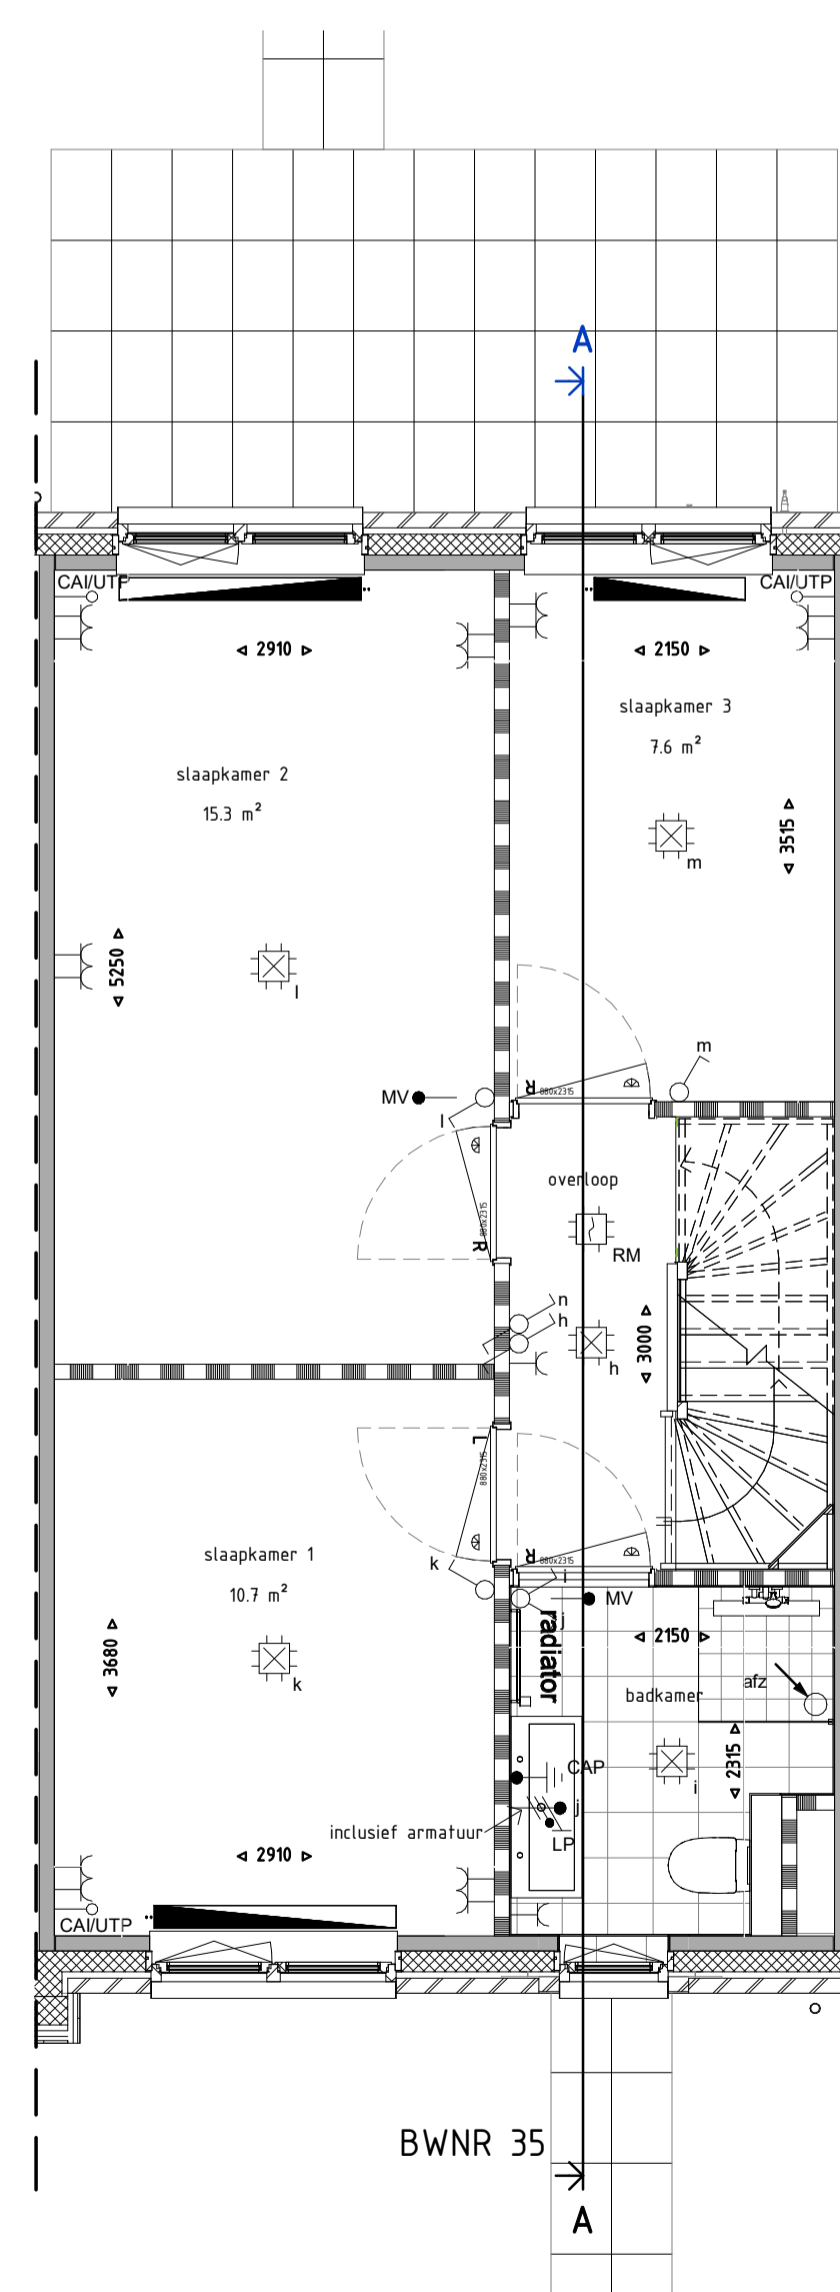 A
CAI/UTP
CAI/UTP
2910
2150
slaapkamer 3
7.6 m²
slaapkamer 2
15.3 m²
3515
m
5250
l
m
MV
l
R 880x2315
880x2315 R
overloop
RM
n
h
3000
h
L 880x2315
R 880x2315
slaapkamer 1
10.7 m²
k
i
MV
j
radiator
2150
3680
k
badkamer
afz
2315
CAP
i
j
inclusief armatuur
LP
2910
CAI/UTP
BWNR 35
A